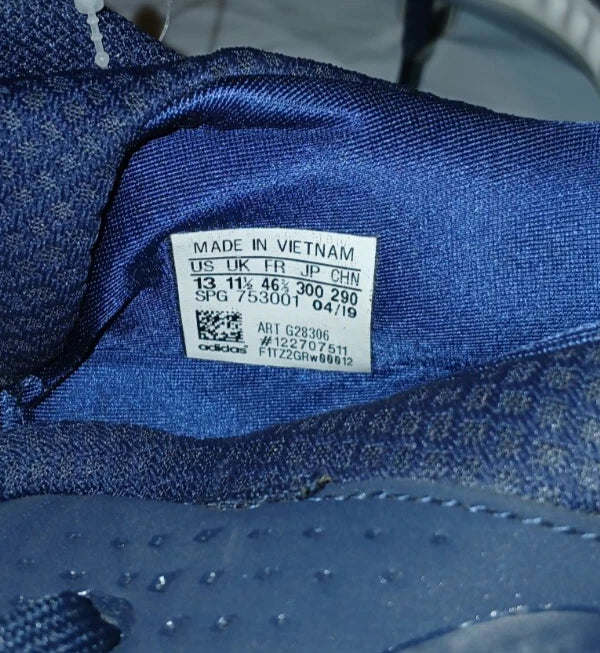 MADE IN VIETNAM
US UK FR JP CHN
13 11½ 46⅔ 300 290
SPG 753001 04/19
ART G28306
#122707511
adidas F1TZ2GRW00012